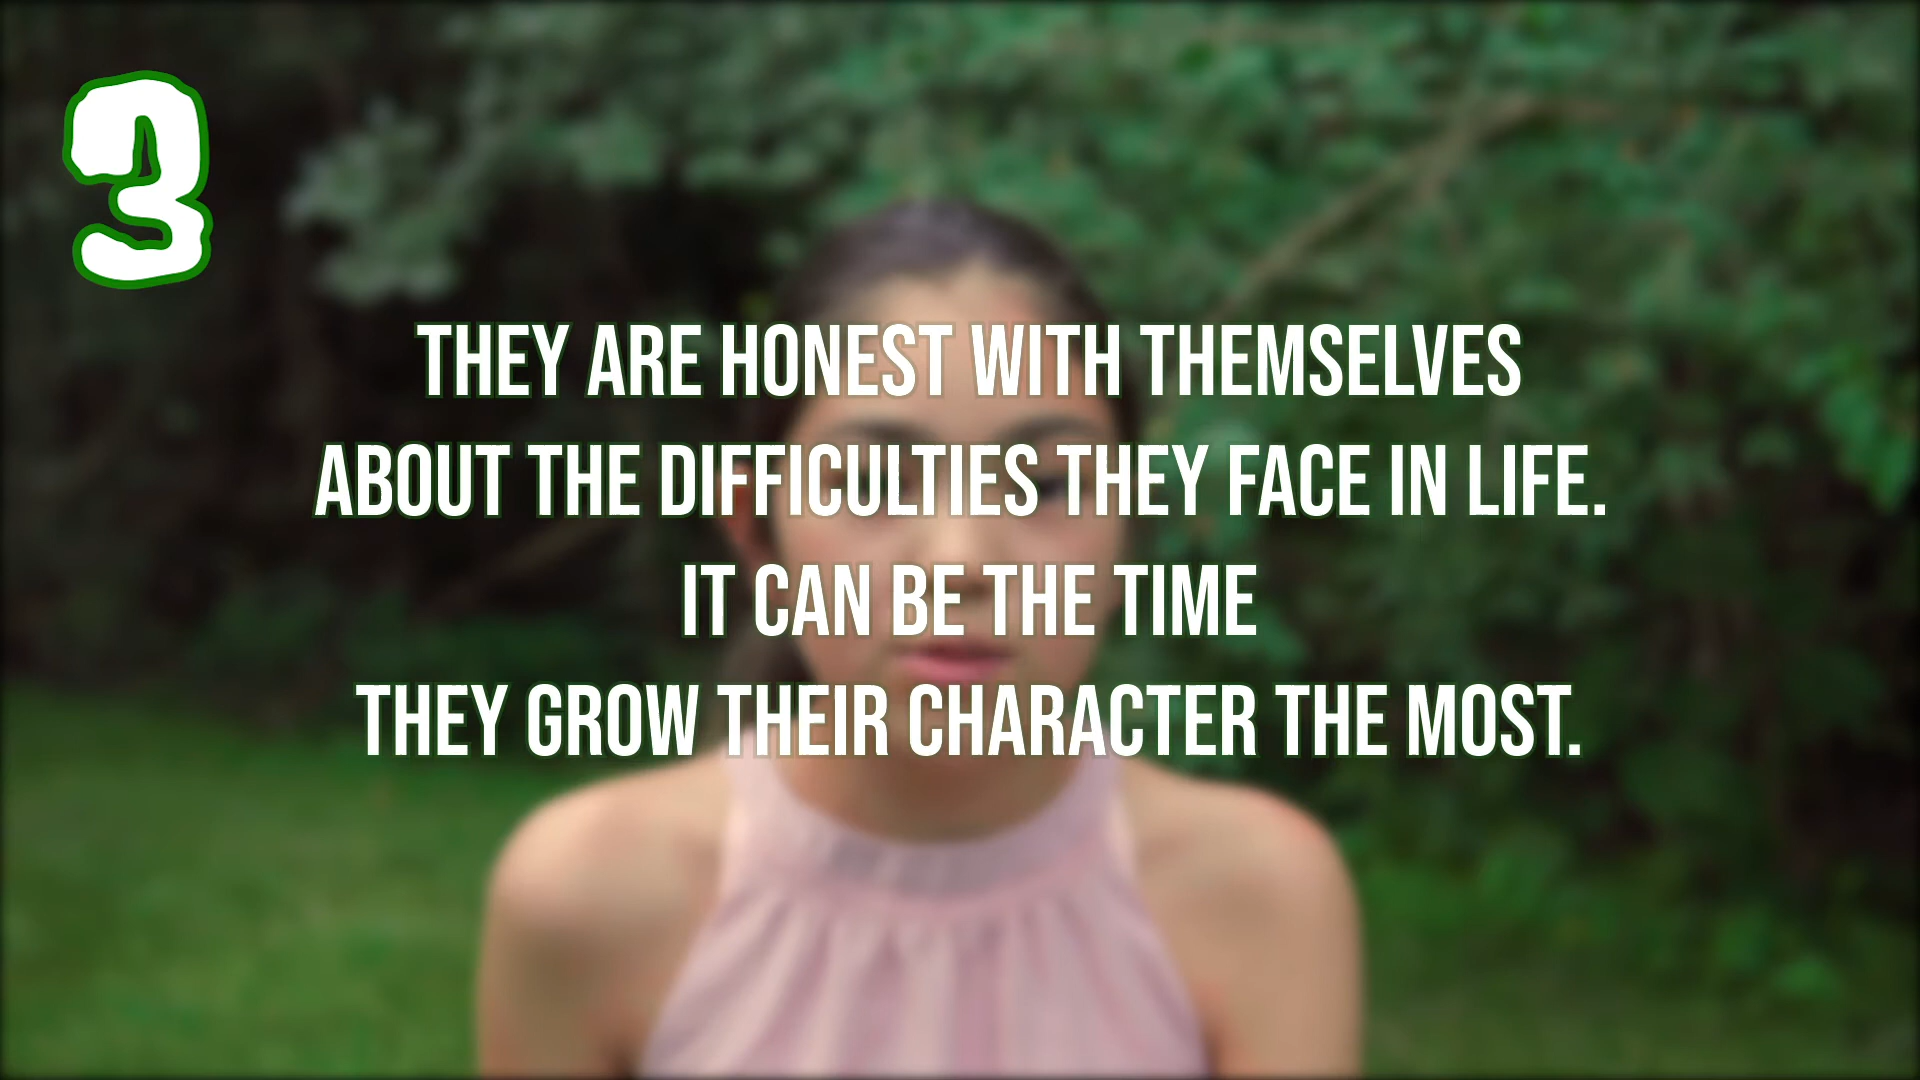 3
THEY ARE HONEST WITH THEMSELVES
ABOUT THE DIFFICULTIES THEY FACE IN LIFE.
IT CAN BE THE TIME
THEY GROW THEIR CHARACTER THE MOST.